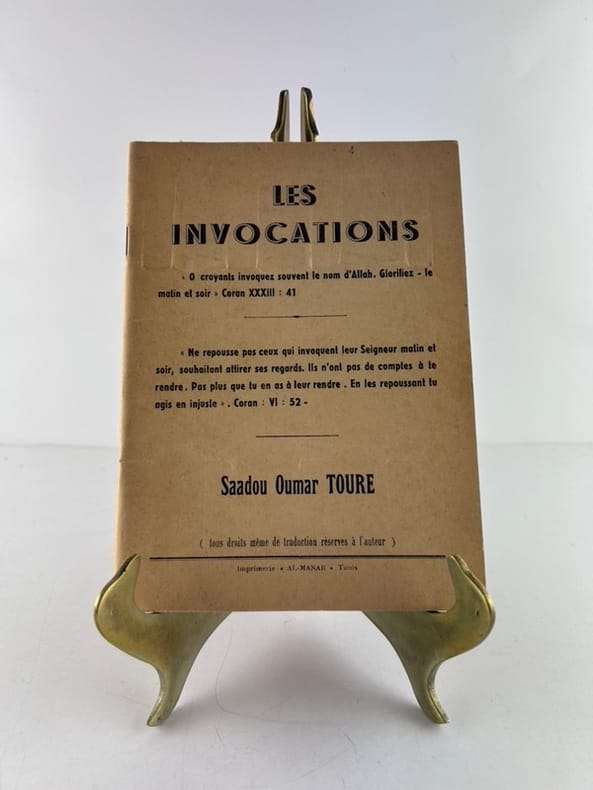 LES
INVOCATIONS
« O croyants invoquez souvent le nom d'Allah. Glorifiez - le
matin et soir » Coran XXXIII : 41
« Ne repousse pas ceux qui invoquent leur Seigneur matin et
soir, souhaitant attirer ses regards. Ils n'ont pas de comptes à te
rendre. Pas plus que tu en as à leur rendre . En les repoussant tu
agis en injuste » . Coran : VI : 52 -
Saadou Oumar TOURE
( tous droits même de traduction réservés à l'auteur )
Imprimerie « AL-MANAR » Tunis